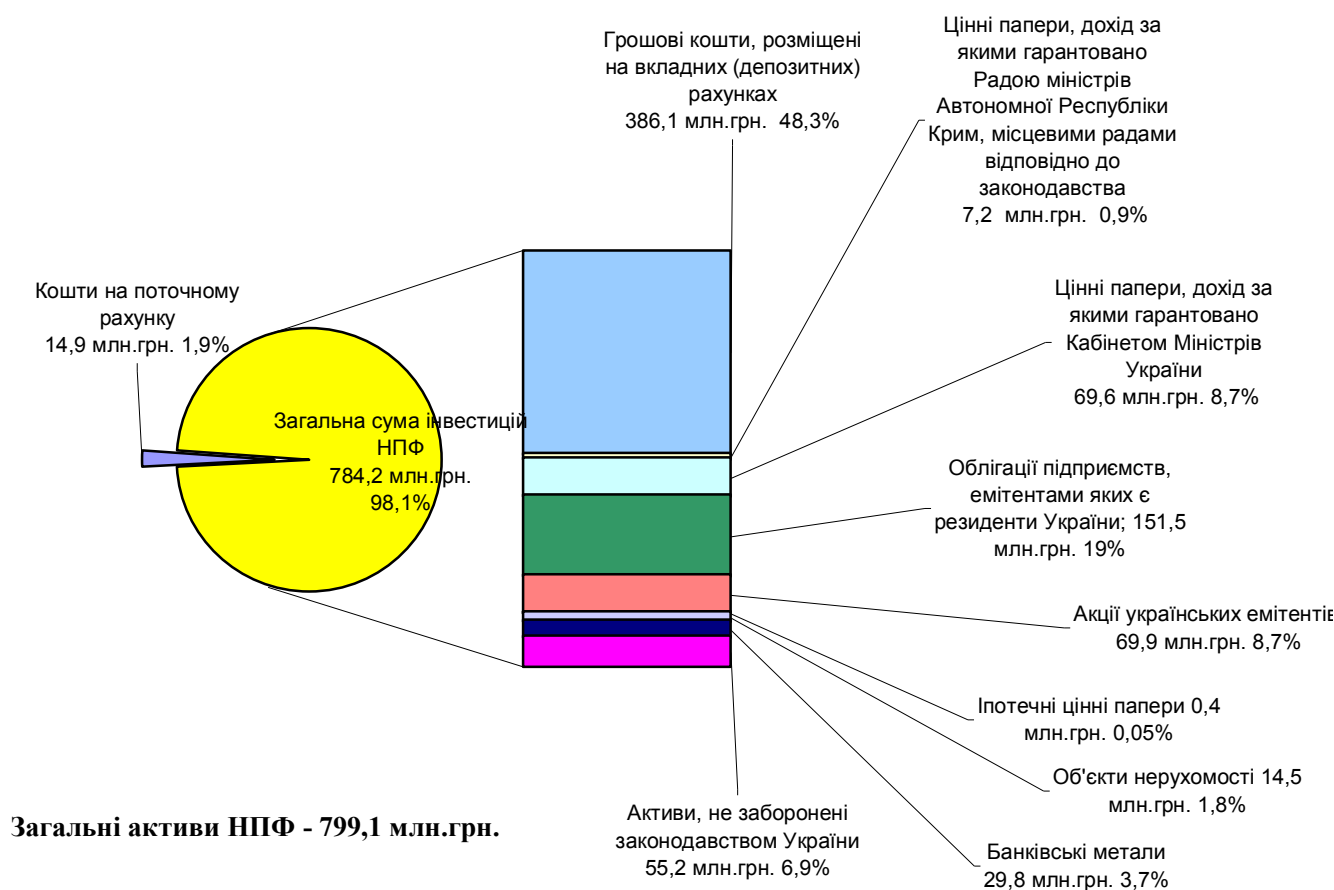 Грошові кошти, розміщені
на вкладних (депозитних)
рахунках
386,1 млн.грн. 48,3%
Цінні папери, дохід за
якими гарантовано
Радою міністрів
Автономної Республіки
Крим, місцевими радами
відповідно до
законодавства
7,2 млн.грн. 0,9%
Кошти на поточному
рахунку
14,9 млн.грн. 1,9%
Загальна сума інвестицій
НПФ
784,2 млн.грн.
98,1%
Цінні папери, дохід за
якими гарантовано
Кабінетом Міністрів
України
69,6 млн.грн. 8,7%
Облігації підприємств,
емітентами яких є
резиденти України; 151,5
млн.грн. 19%
Акції українських емітентів
69,9 млн.грн. 8,7%
Іпотечні цінні папери 0,4
млн.грн. 0,05%
Об'єкти нерухомості 14,5
млн.грн. 1,8%
Банківські метали
29,8 млн.грн. 3,7%
Активи, не заборонені
законодавством України
55,2 млн.грн. 6,9%
Загальні активи НПФ - 799,1 млн.грн.